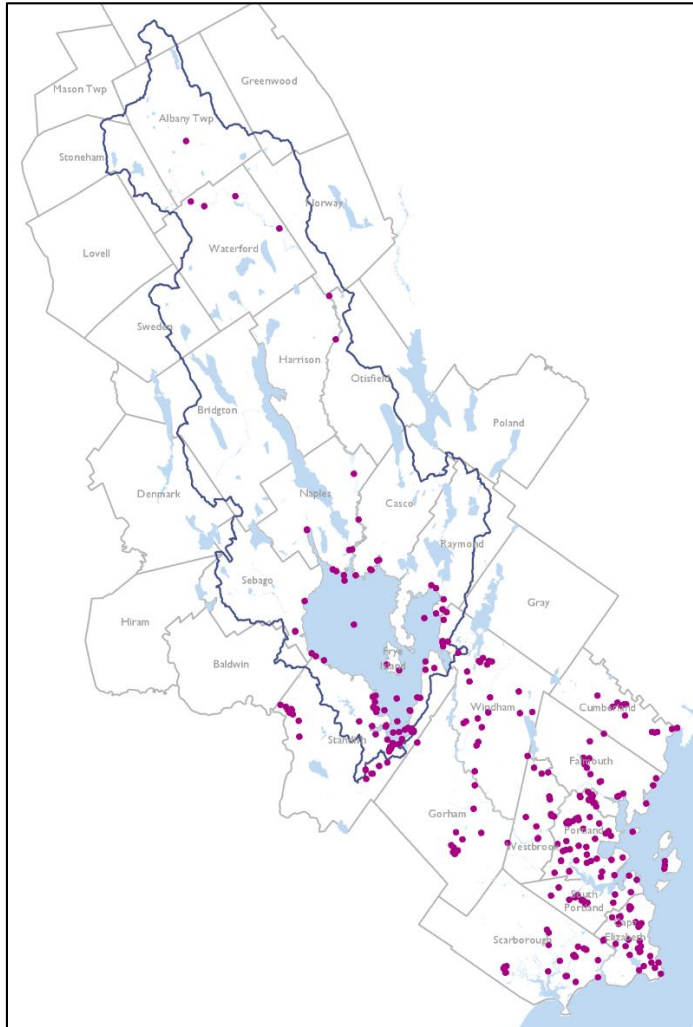 Greenwood
Mason Twp
Albany Twp
Stoneham
Norway
Waterford
Lovell
Sweden
Harrison
Otisfield
Bridgton
Poland
Denmark
Naples
Casco
Raymond
Sebago
Gray
Hiram
Frye
Island
Baldwin
Windham
Cumberland
Standish
Falmouth
Gorham
Portland
Westbrook
South
Portland
Cape
Elizabeth
Scarborough